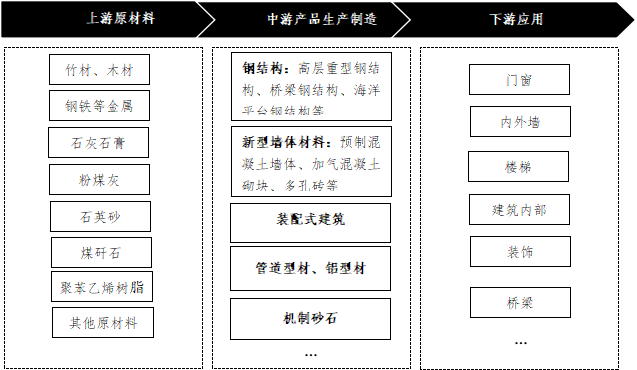 上游原材料
中游产品生产制造
下游应用
竹材、木材
钢铁等金属
石灰石膏
粉煤灰
石英砂
煤矸石
聚苯乙烯树脂
其他原材料
钢结构：高层重型钢结
构、桥梁钢结构、海洋
平台钢结构等
新型墙体材料：预制混
凝土墙体、加气混凝土
砌块、多孔砖等
装配式建筑
管道型材、铝型材
机制砂石
…
门窗
内外墙
楼梯
建筑内部
装饰
桥梁
…